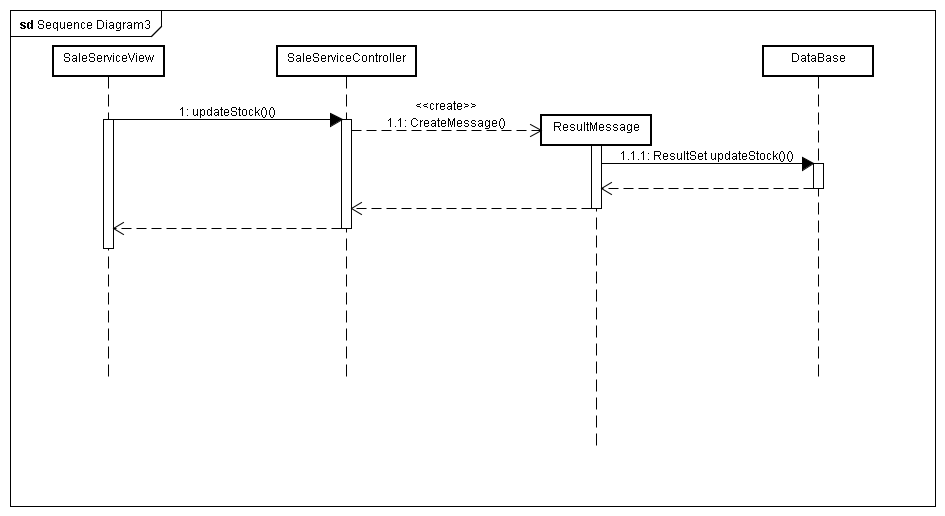 sd Sequence Diagram3
SaleServiceView
SaleServiceController
DataBase
<<create>>
1: updateStock()()
1.1: CreateMessage()
ResultMessage
1.1.1: ResultSet updateStock()()